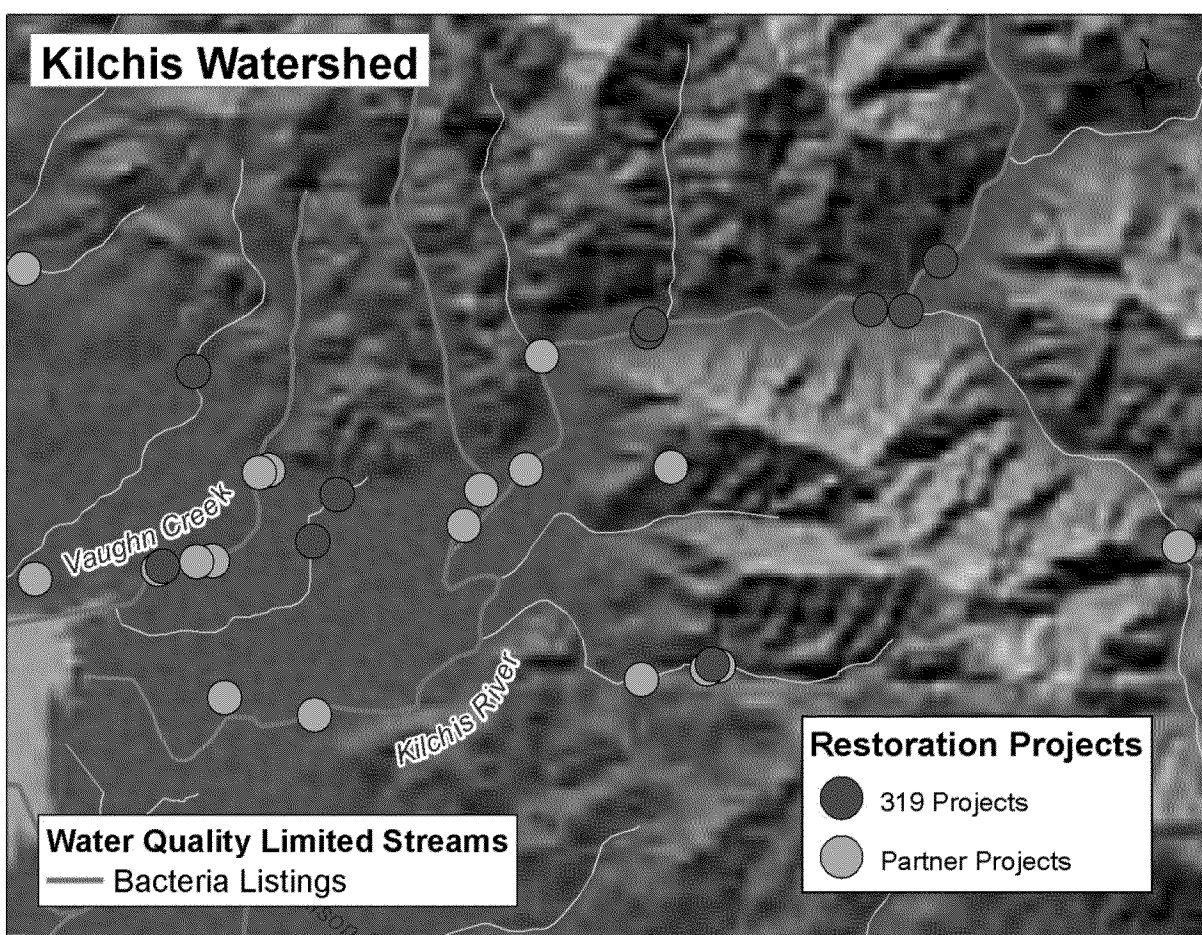 Kilchis Watershed
N
Vaughn Creek
Kilchis River
Restoration Projects
319 Projects
Partner Projects
Water Quality Limited Streams
Bacteria Listings